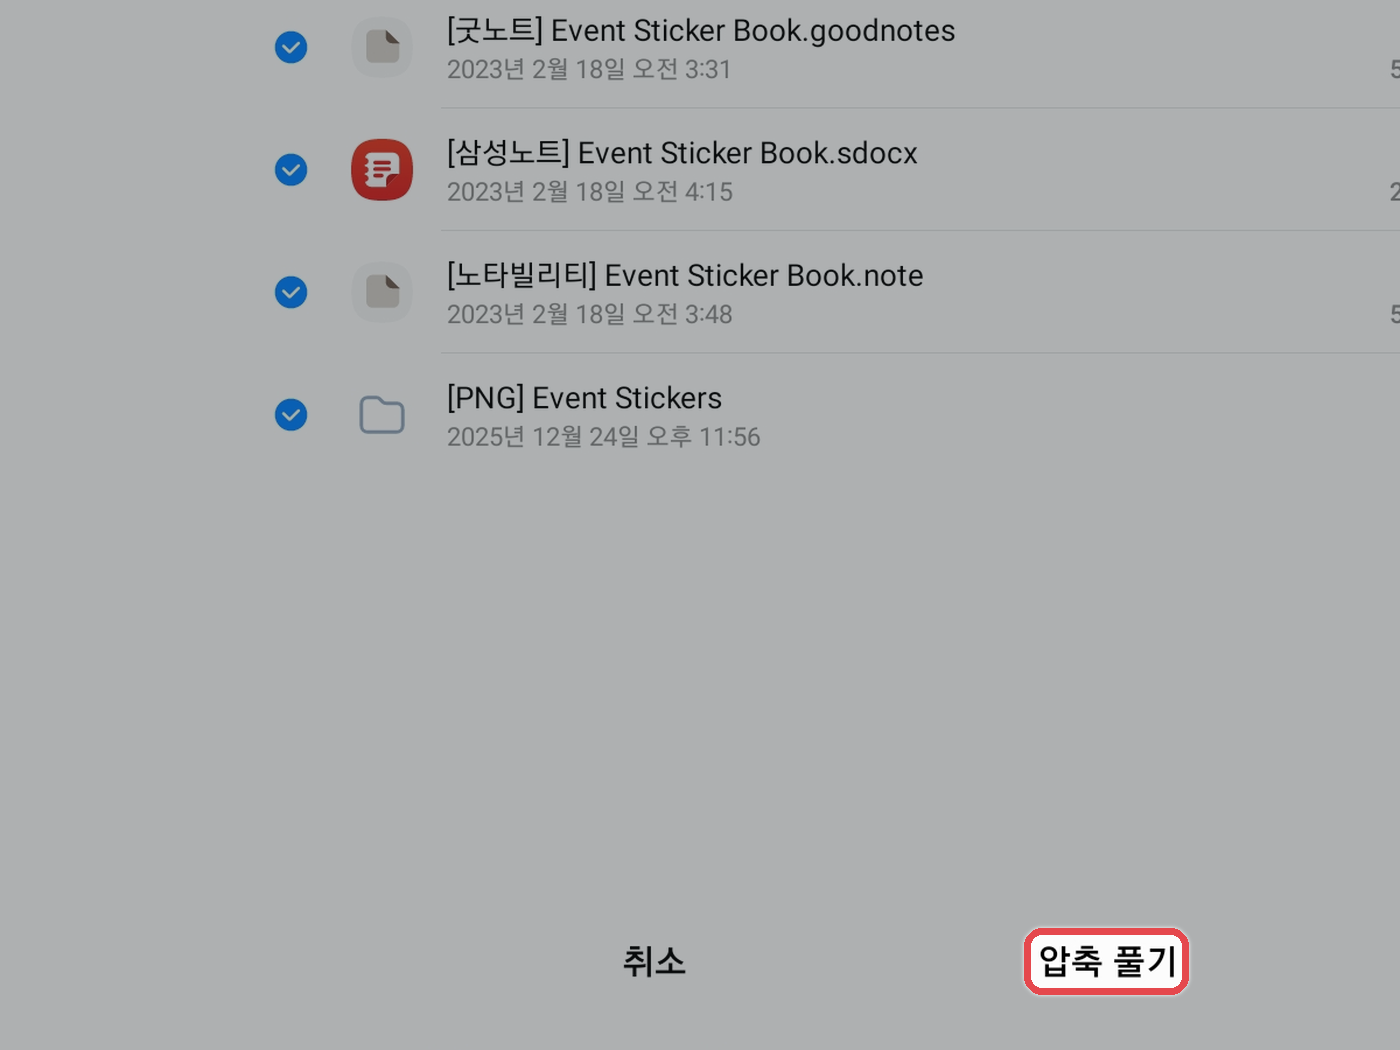 [굿노트] Event Sticker Book.goodnotes
2023년 2월 18일 오전 3:31
[삼성노트] Event Sticker Book.sdocx
2023년 2월 18일 오전 4:15
[노타빌리티] Event Sticker Book.note
2023년 2월 18일 오전 3:48
[PNG] Event Stickers
2025년 12월 24일 오후 11:56
취소
압축 풀기